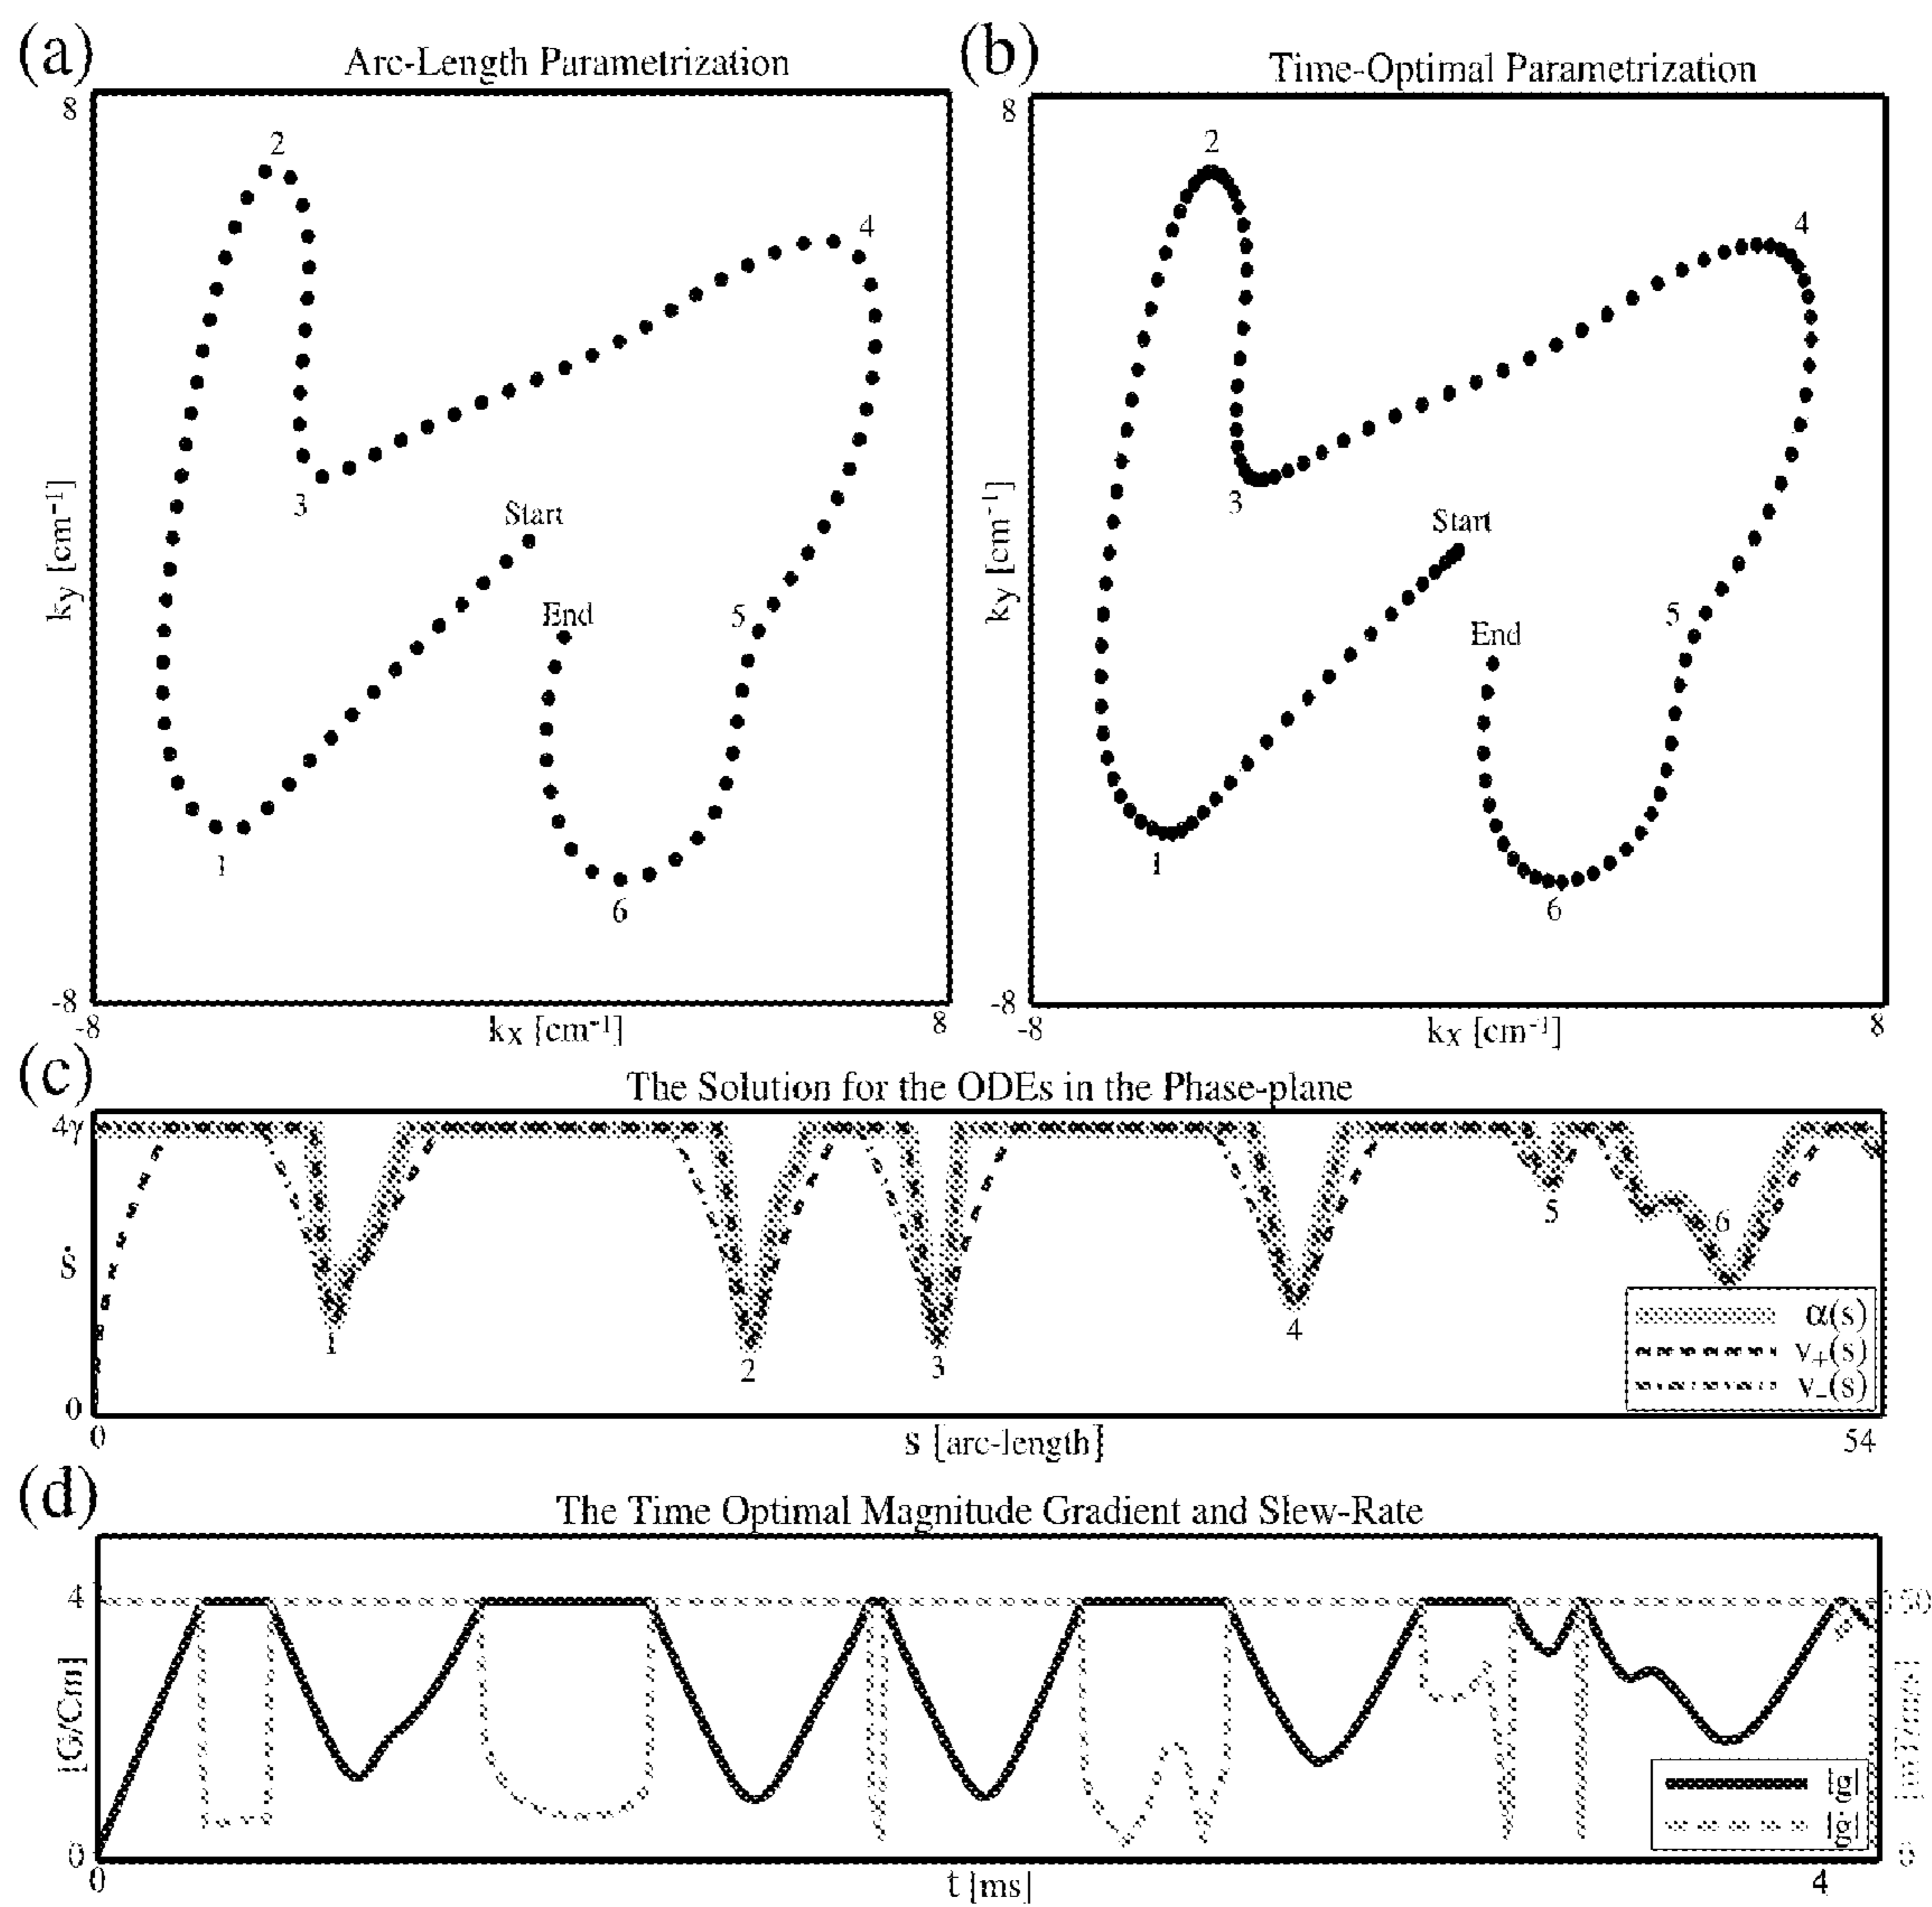 (a)
Arc-Length Parametrization
8
2
4
ky [cm-1]
3
Start
End
5
1
6
-8
-8
kx [cm-1]
8
(b)
Time-Optimal Parametrization
8
2
4
ky [cm-1]
3
Start
End
5
1
6
-8
-8
kx [cm-1]
8
(c)
The Solution for the ODEs in the Phase-plane
4γ
ṡ
0
1
2
3
4
5
6
α(s)
v+(s)
v-(s)
0
s [arc-length]
54
(d)
The Time Optimal Magnitude Gradient and Slew-Rate
4
[G/Cm]
0
|g|
|ġ|
0
0
t [ms]
4